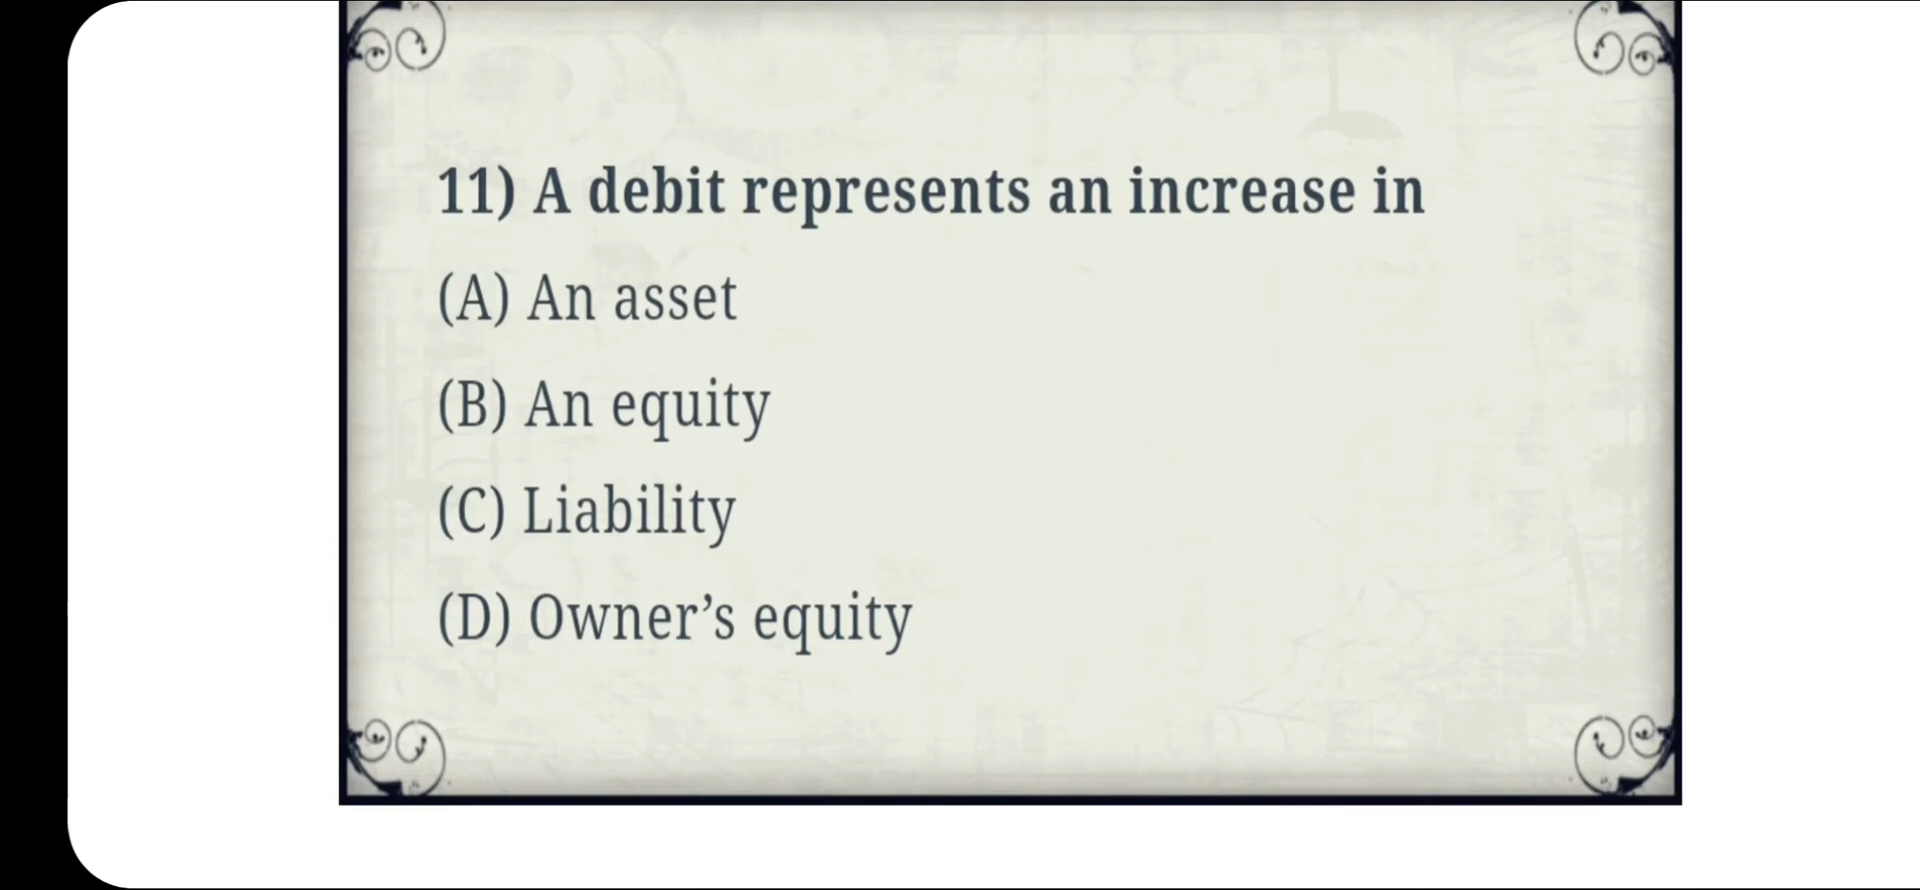 11) A debit represents an increase in
(A) An asset
(B) An equity
(C) Liability
(D) Owner’s equity